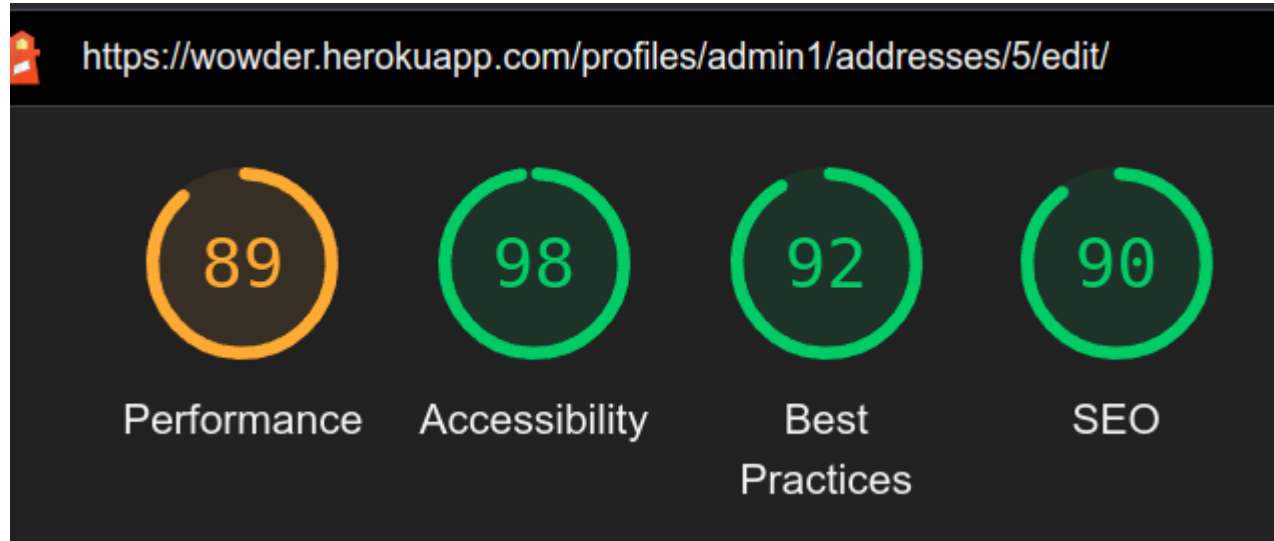 https://wowder.herokuapp.com/profiles/admin1/addresses/5/edit/
89
98
92
90
Performance
Accessibility
Best
Practices
SEO